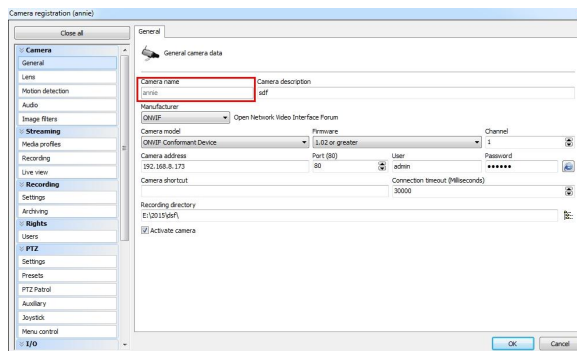 Camera registration (annie)
Close all
Camera
General
Lens
Motion detection
Audio
Image filters
Streaming
Media profiles
Recording
Live view
Recording
Settings
Archiving
Rights
Users
PTZ
Settings
Presets
PTZ Patrol
Auxiliary
Joystick
Menu control
I/O
General
General camera data
Camera name Camera description
annie sdf
Manufacturer
ONVIF Open Network Video Interface Forum
Camera model Firmware Channel
ONVIF Conformant Device 1.02 or greater 1
Camera address Port (80) User Password
192.168.8.173 80 admin ••••••
Camera shortcut Connection timeout (Milliseconds)
30000
Recording directory
E:\2015\dsf\
Activate camera
OK Cancel